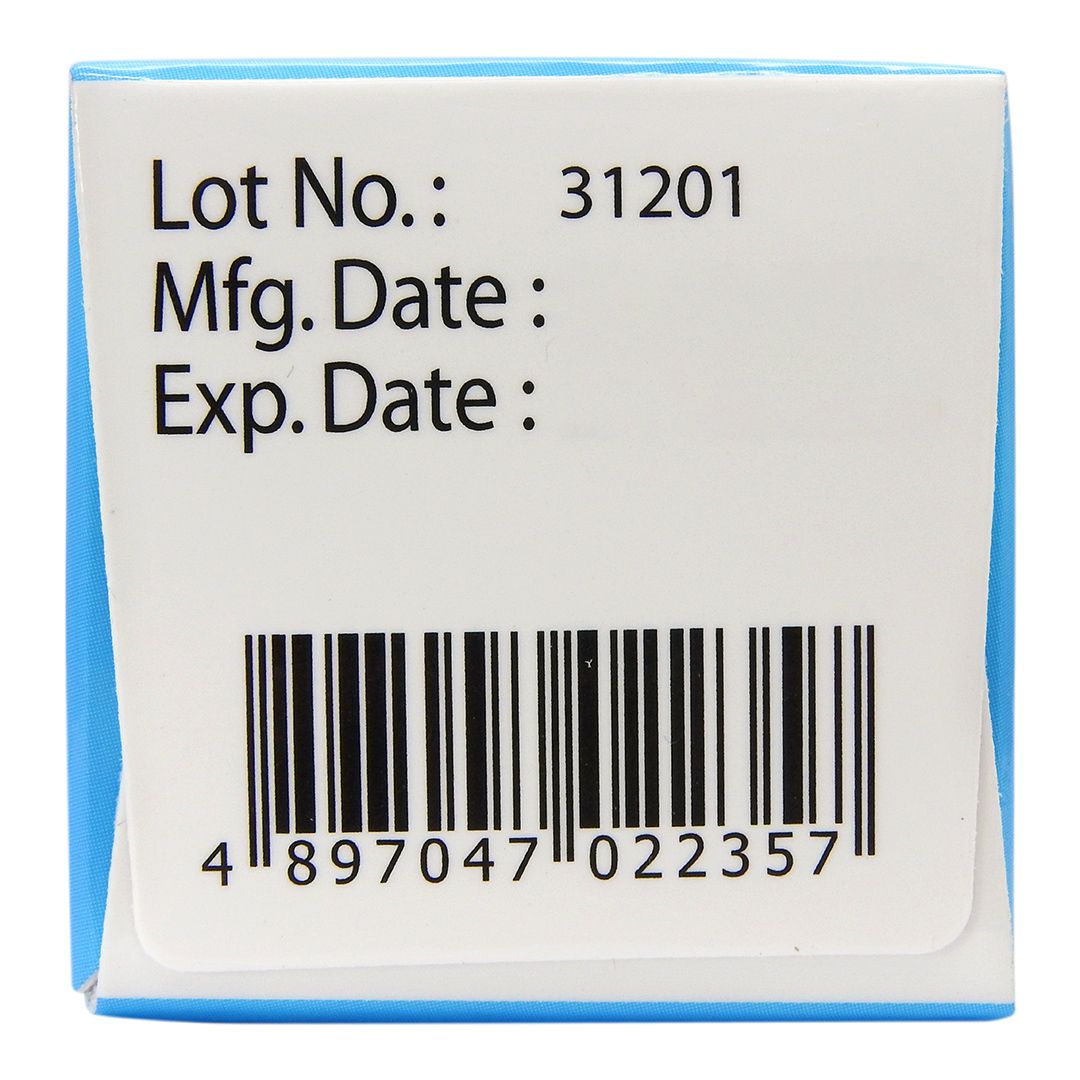 Lot No. : 31201
Mfg. Date :
Exp. Date :
4 897047 022357